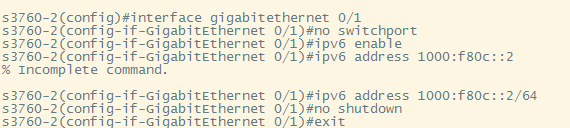 s3760-2(config)#interface gigabitethernet 0/1
s3760-2(config-if-GigabitEthernet 0/1)#no switchport
s3760-2(config-if-GigabitEthernet 0/1)#ipv6 enable
s3760-2(config-if-GigabitEthernet 0/1)#ipv6 address 1000:f80c::2
% Incomplete command.
s3760-2(config-if-GigabitEthernet 0/1)#ipv6 address 1000:f80c::2/64
s3760-2(config-if-GigabitEthernet 0/1)#no shutdown
s3760-2(config-if-GigabitEthernet 0/1)#exit